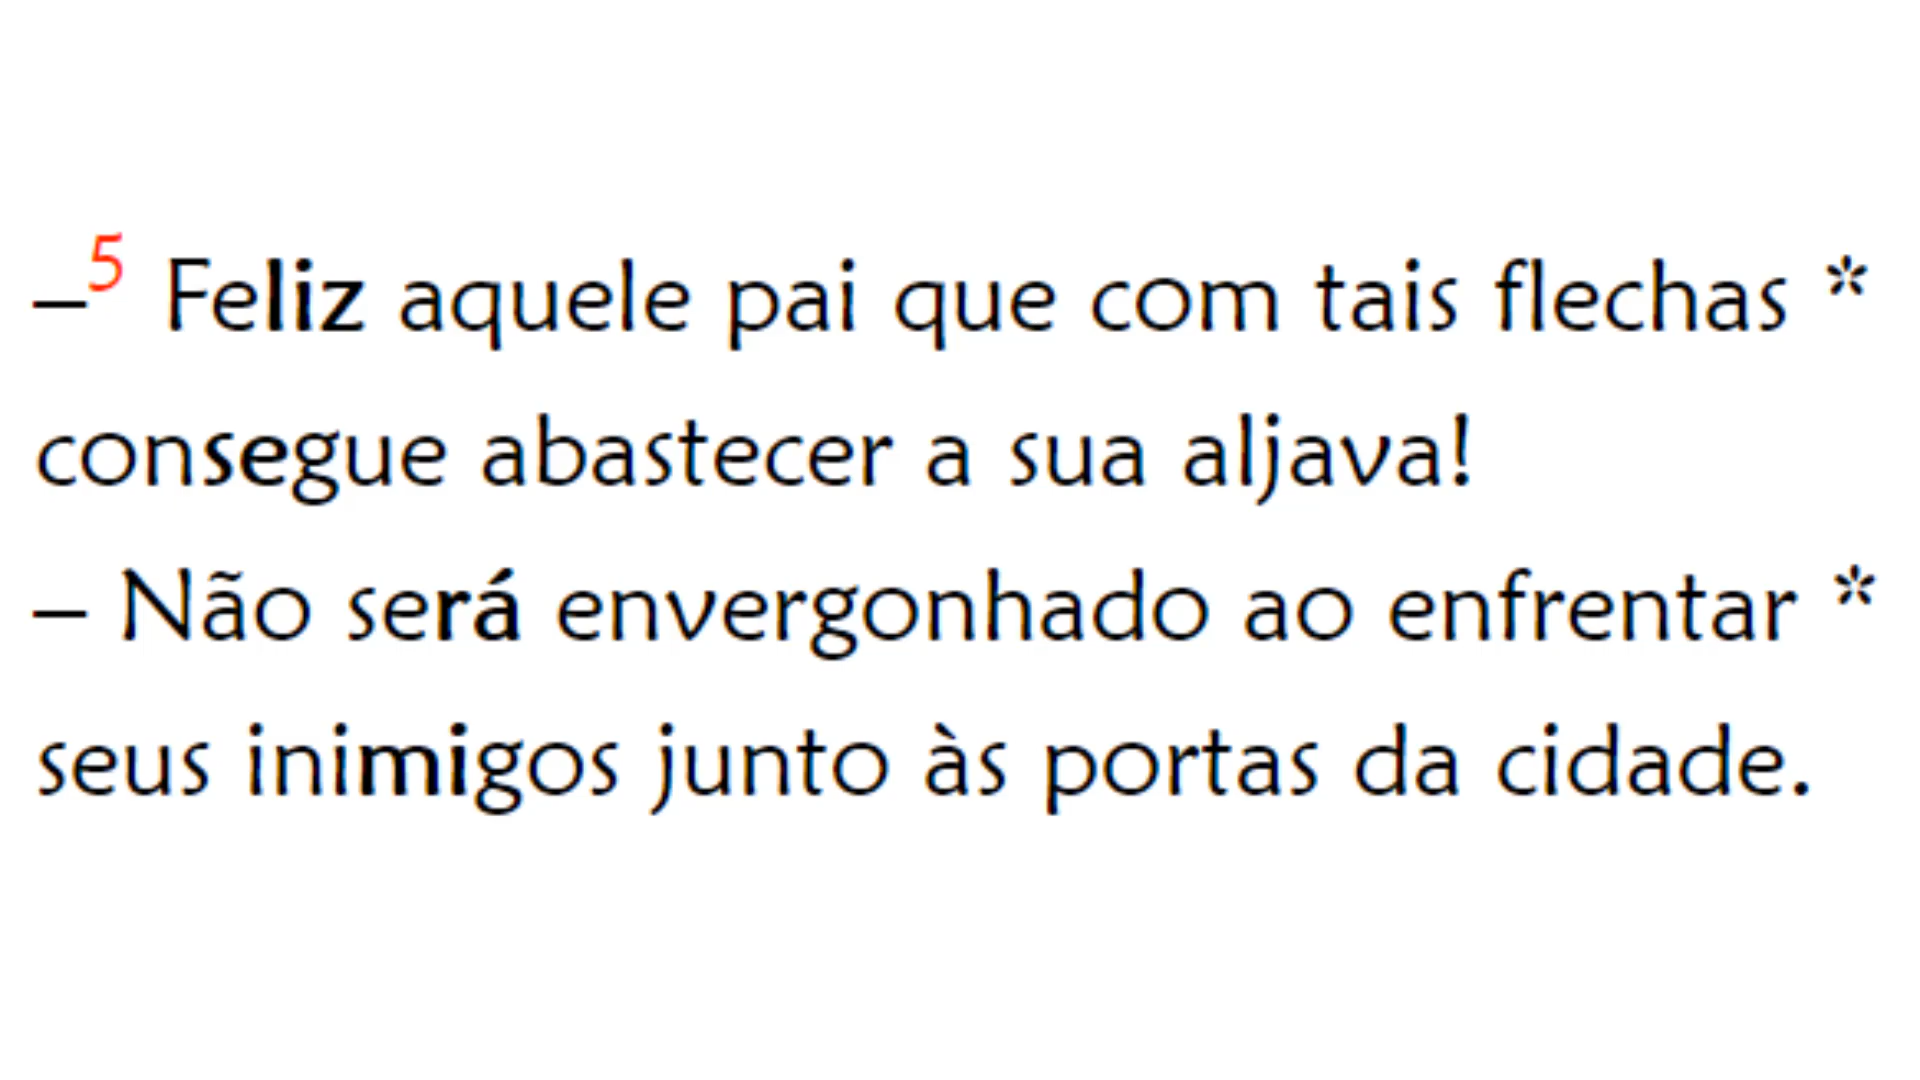 –5 Feliz aquele pai que com tais flechas *
consegue abastecer a sua aljava!
– Não será envergonhado ao enfrentar *
seus inimigos junto às portas da cidade.